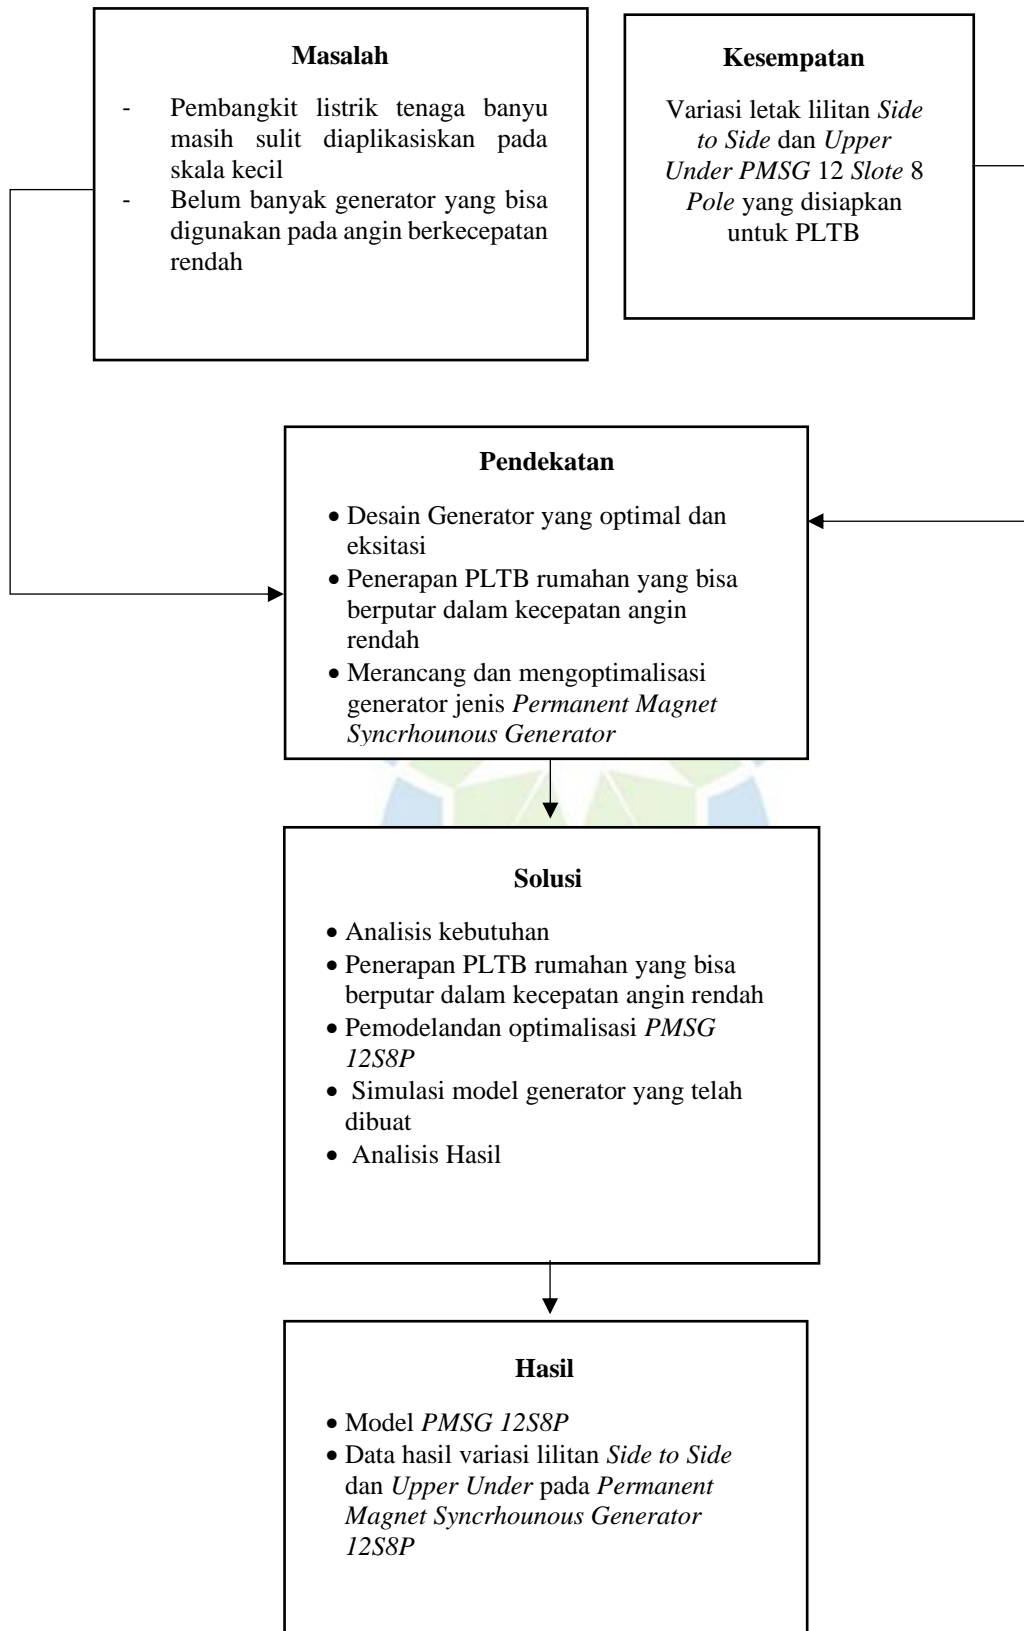 Masalah
- Pembangkit listrik tenaga banyu
masih sulit diaplikasiskan pada
skala kecil
- Belum banyak generator yang bisa
digunakan pada angin berkecepatan
rendah
Kesempatan
Variasi letak lilitan Side
to Side dan Upper
Under PMSG 12 Slote 8
Pole yang disiapkan
untuk PLTB
Pendekatan
• Desain Generator yang optimal dan
eksitasi
• Penerapan PLTB rumahan yang bisa
berputar dalam kecepatan angin
rendah
• Merancang dan mengoptimalisasi
generator jenis Permanent Magnet
Syncrhounous Generator
Solusi
• Analisis kebutuhan
• Penerapan PLTB rumahan yang bisa
berputar dalam kecepatan angin rendah
• Pemodelandan optimalisasi PMSG
12S8P
• Simulasi model generator yang telah
dibuat
• Analisis Hasil
Hasil
• Model PMSG 12S8P
• Data hasil variasi lilitan Side to Side
dan Upper Under pada Permanent
Magnet Syncrhounous Generator
12S8P